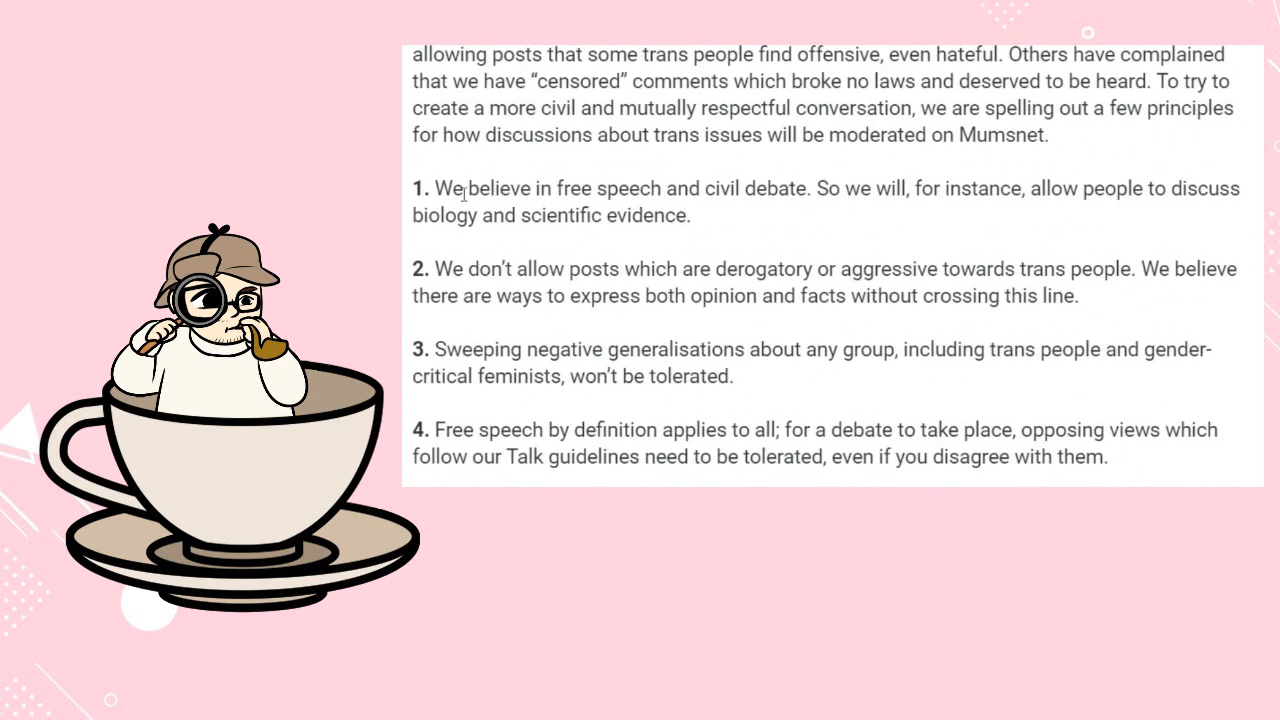 allowing posts that some trans people find offensive, even hateful. Others have complained
that we have “censored” comments which broke no laws and deserved to be heard. To try to
create a more civil and mutually respectful conversation, we are spelling out a few principles
for how discussions about trans issues will be moderated on Mumsnet.
1. We believe in free speech and civil debate. So we will, for instance, allow people to discuss
biology and scientific evidence.
2. We don’t allow posts which are derogatory or aggressive towards trans people. We believe
there are ways to express both opinion and facts without crossing this line.
3. Sweeping negative generalisations about any group, including trans people and gender-
critical feminists, won’t be tolerated.
4. Free speech by definition applies to all; for a debate to take place, opposing views which
follow our Talk guidelines need to be tolerated, even if you disagree with them.